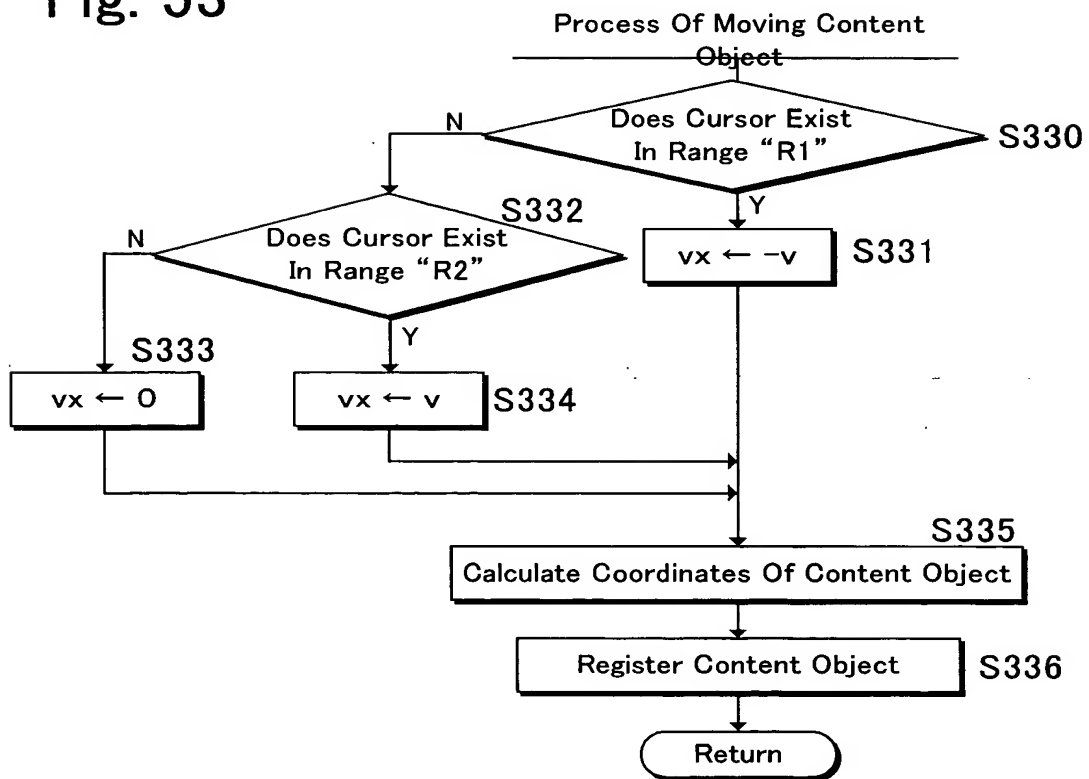 Fig. 53
Process Of Moving Content
Object
Does Cursor Exist
In Range “R1”
S330
N
Y
S332
Does Cursor Exist
In Range “R2”
vx ← -v
S331
N
Y
S333
vx ← 0
vx ← v
S334
S335
Calculate Coordinates Of Content Object
Register Content Object
S336
Return